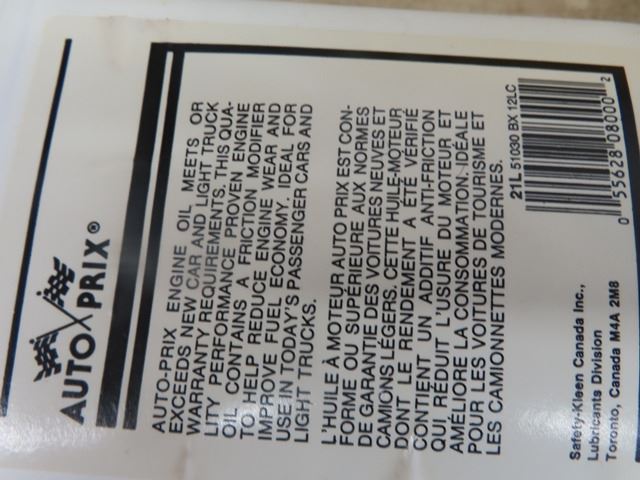 AUTO PRIX®
AUTO-PRIX ENGINE OIL MEETS OR
EXCEEDS NEW CAR AND LIGHT TRUCK
WARRANTY REQUIREMENTS. THIS QUA-
LITY PERFORMANCE PROVEN ENGINE
OIL CONTAINS A FRICTION MODIFIER
TO HELP REDUCE ENGINE WEAR AND
IMPROVE FUEL ECONOMY. IDEAL FOR
USE IN TODAY'S PASSENGER CARS AND
LIGHT TRUCKS.
L'HUILE À MOTEUR AUTO PRIX EST CON-
FORME OU SUPÉRIEURE AUX NORMES
DE GARANTIE DES VOITURES NEUVES ET
CAMIONS LÉGERS. CETTE HUILE-MOTEUR
DONT LE RENDEMENT A ÉTÉ VÉRIFIÉ
CONTIENT UN ADDITIF ANTI-FRICTION
QUI RÉDUIT L'USURE DU MOTEUR ET
AMÉLIORE LA CONSOMMATION. IDÉALE
POUR LES VOITURES DE TOURISME ET
LES CAMIONNETTES MODERNES.
21L 51030 BX 12LC
0 55628 08000 2
Safety-Kleen Canada Inc.,
Lubricants Division
Toronto, Canada M4A 2M8